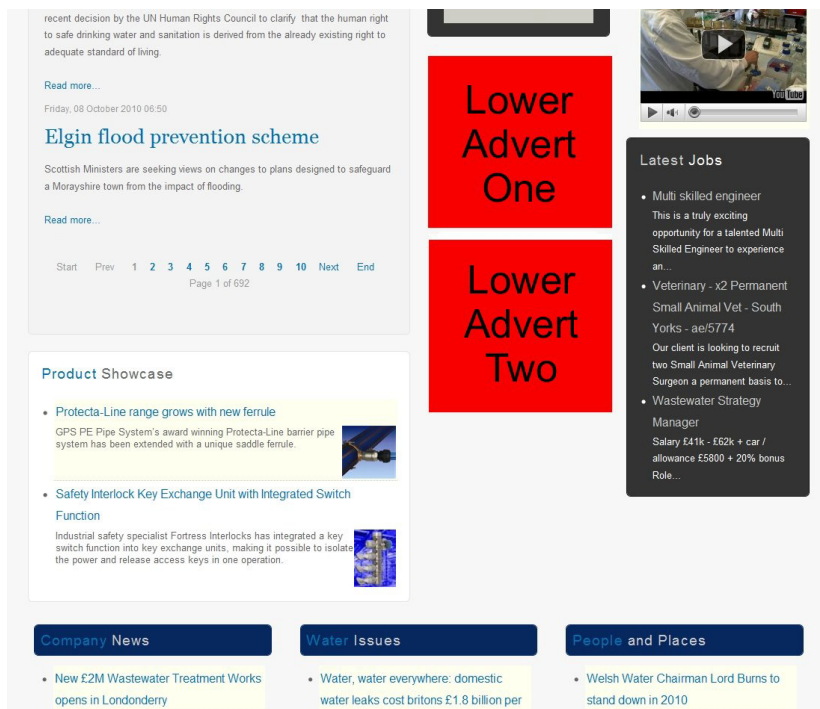 recent decision by the UN Human Rights Council to clarify that the human right
to safe drinking water and sanitation is derived from the already existing right to
adequate standard of living.
Read more...
Friday, 08 October 2010 06:50
Elgin flood prevention scheme
Scottish Ministers are seeking views on changes to plans designed to safeguard
a Morayshire town from the impact of flooding.
Read more...
Start Prev 1 2 3 4 5 6 7 8 9 10 Next End
Page 1 of 692
Product Showcase
Protecta-Line range grows with new ferrule
GPS PE Pipe System's award winning Protecta-Line barrier pipe
system has been extended with a unique saddle ferrule.
Safety Interlock Key Exchange Unit with Integrated Switch
Function
Industrial safety specialist Fortress Interlocks has integrated a key
switch function into key exchange units, making it possible to isolate
the power and release access keys in one operation.
Lower
Advert
One
Lower
Advert
Two
You Tube
Latest Jobs
Multi skilled engineer
This is a truly exciting
opportunity for a talented Multi
Skilled Engineer to experience
an...
Veterinary - x2 Permanent
Small Animal Vet - South
Yorks - ae/5774
Our client is looking to recruit
two Small Animal Veterinary
Surgeon a permanent basis to...
Wastewater Strategy
Manager
Salary £41k - £62k + car /
allowance £5800 + 20% bonus
Role...
Company News
New £2M Wastewater Treatment Works
opens in Londonderry
Water Issues
Water, water everywhere: domestic
water leaks cost britons £1.8 billion per
People and Places
Welsh Water Chairman Lord Burns to
stand down in 2010